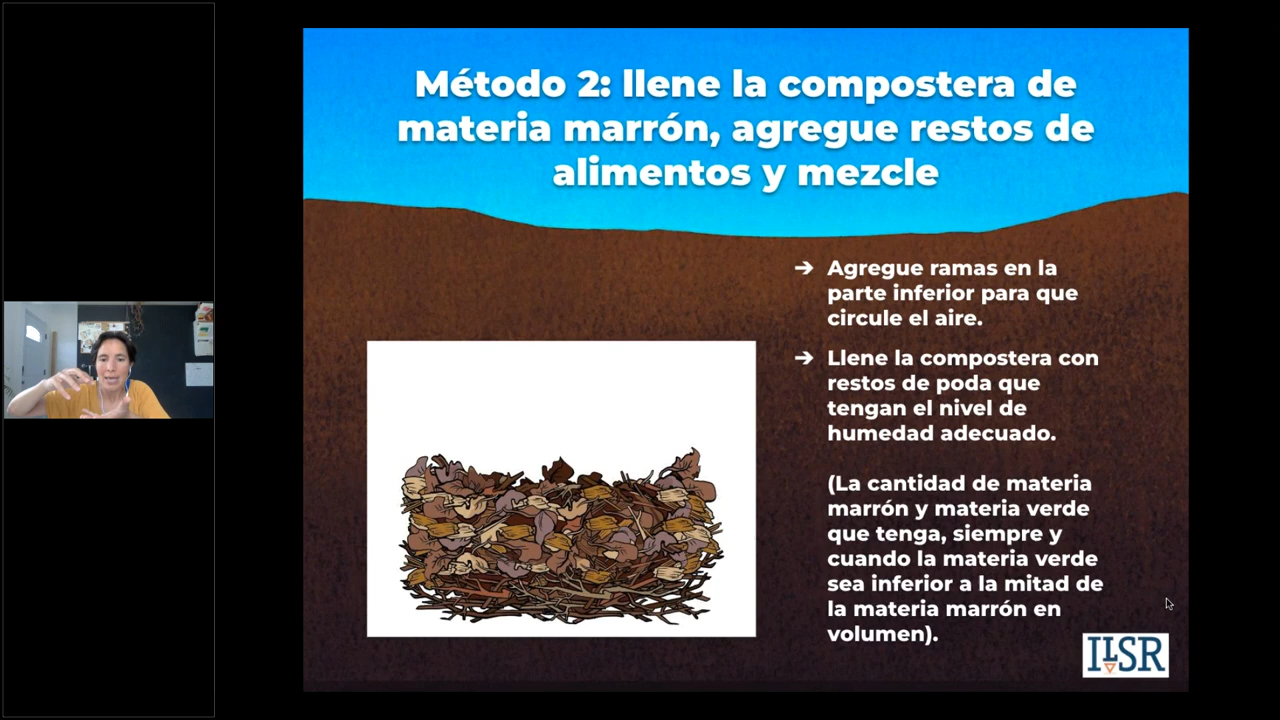 Método 2: llene la compostera de
materia marrón, agregue restos de
alimentos y mezcle
➔ Agregue ramas en la
parte inferior para que
circule el aire.
➔ Llene la compostera con
restos de poda que
tengan el nivel de
humedad adecuado.
(La cantidad de materia
marrón y materia verde
que tenga, siempre y
cuando la materia verde
sea inferior a la mitad de
la materia marrón en
volumen).
ILSR